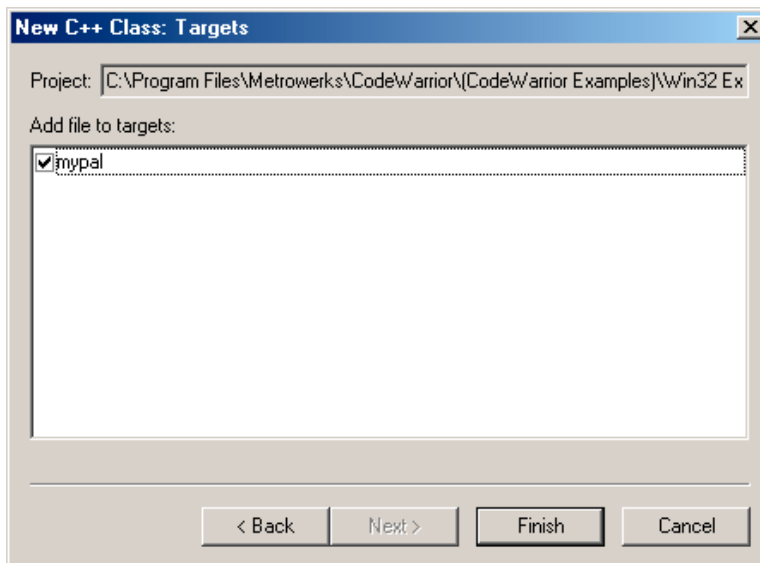 New C++ Class: Targets
Project: C:\Program Files\Metrowerks\CodeWarrior\(CodeWarrior Examples)\Win32 Ex
Add file to targets:
mypal
< Back Next > Finish Cancel